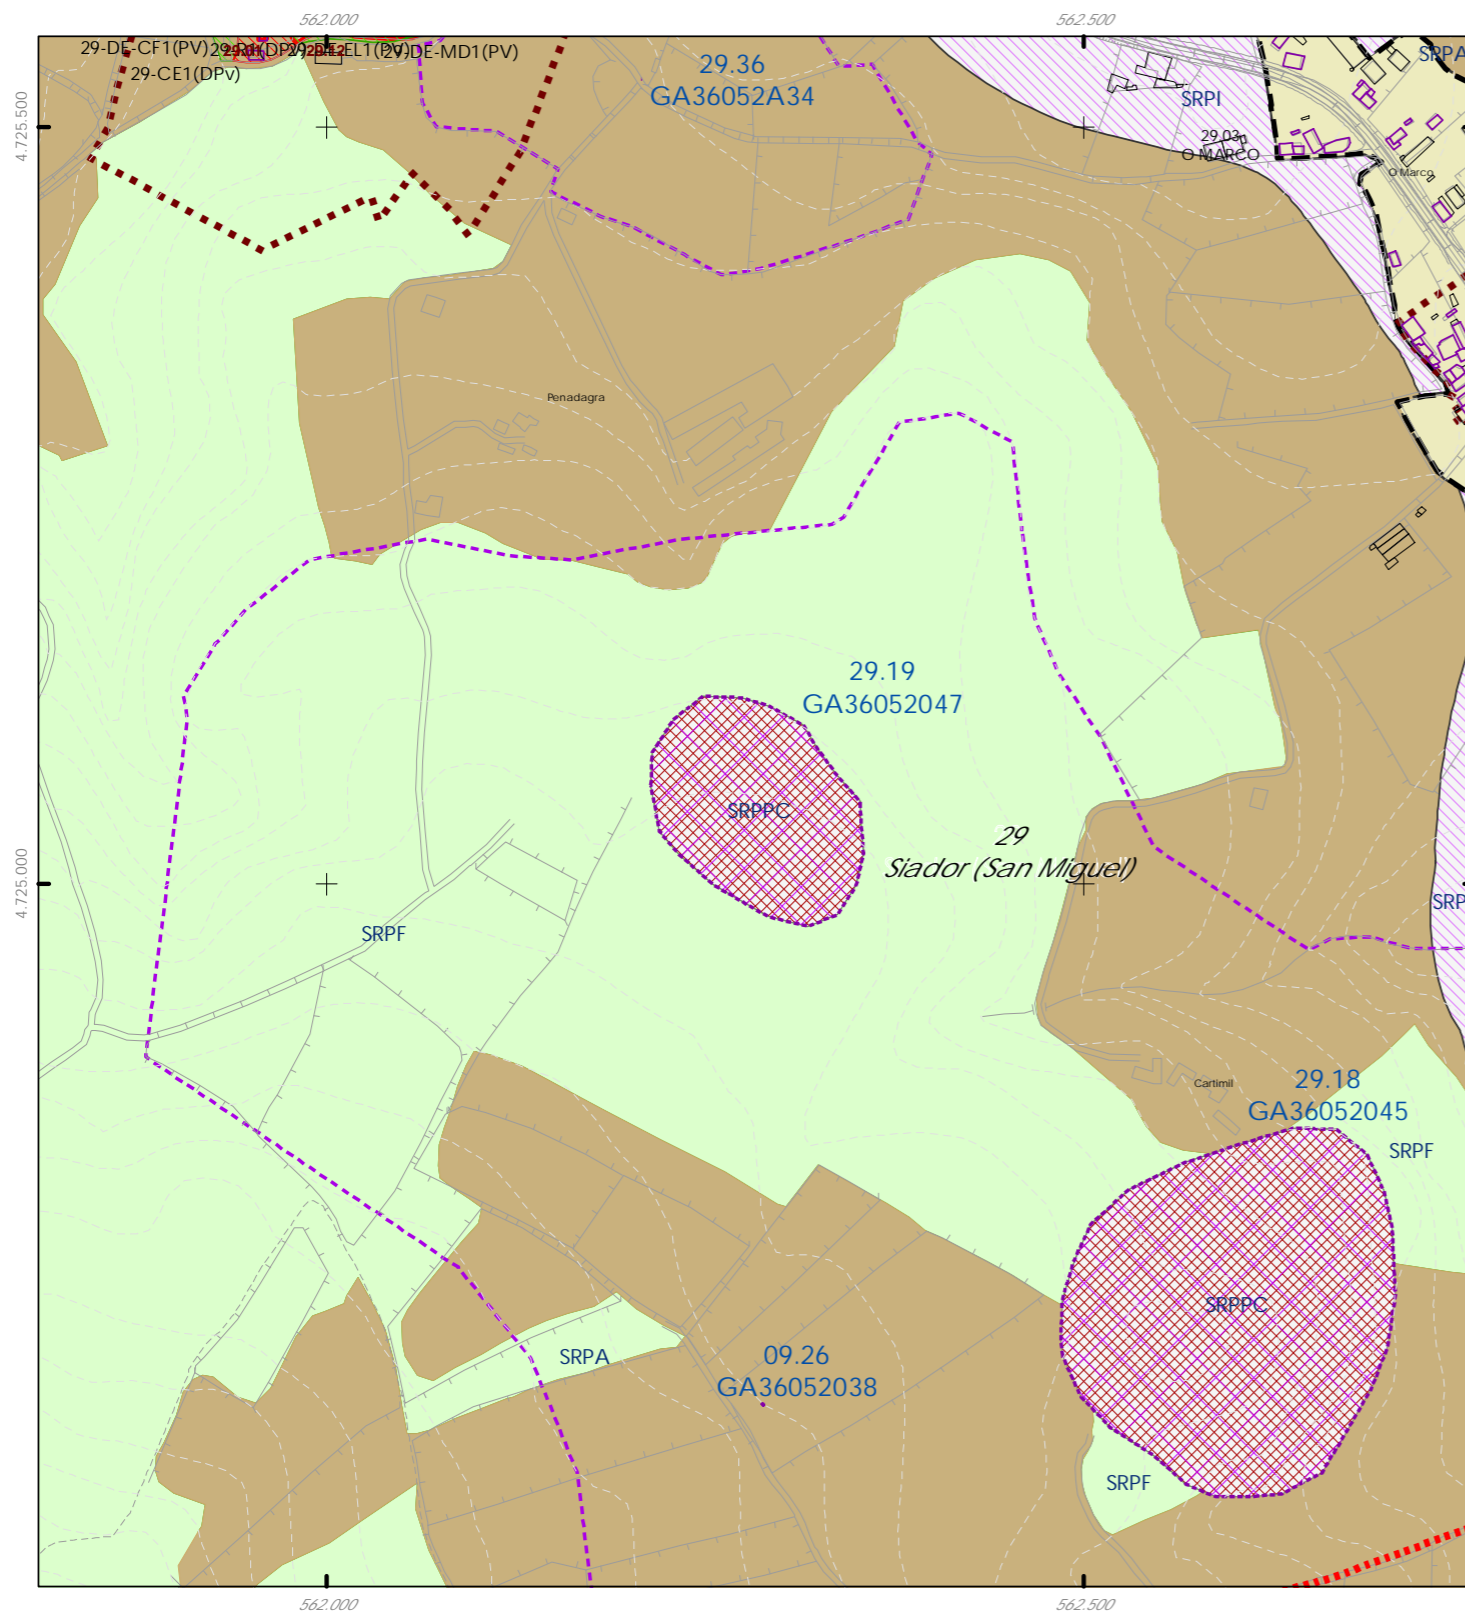 562.000
562.500
29-DE-CF1(PV)
29-DE-MD1(PV)
29-CE1(DPv)
29.36
GA36052A34
SRPA
SRPI
4.725.500
29.03
O MARCO
O Marco
Penadagra
29.19
GA36052047
SRPPC
29
Siador (San Miguel)
4.725.000
SRP
SRPF
Cartimil
29.18
GA36052045
SRPF
SRPPC
SRPA
09.26
GA36052038
SRPF
562.000
562.500